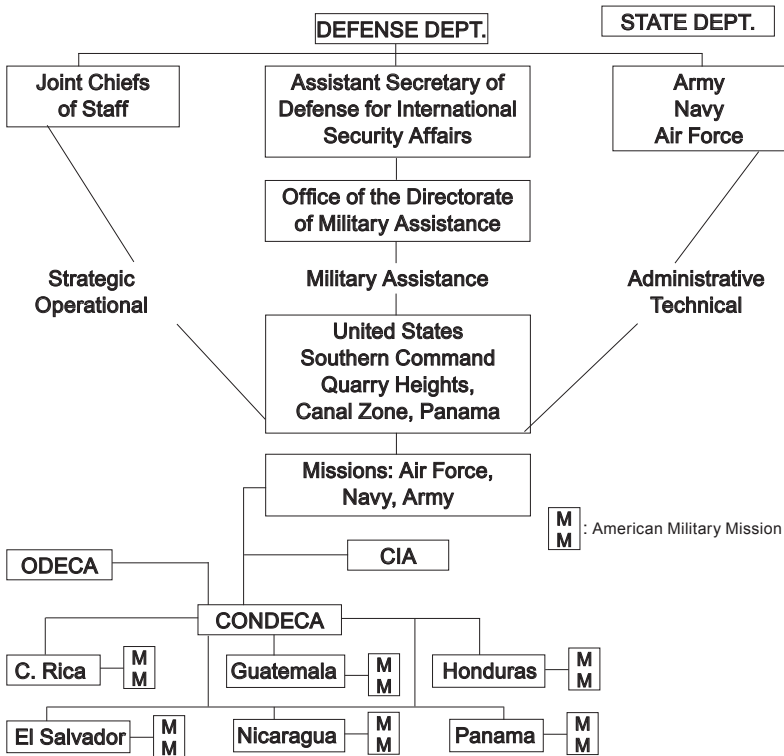 DEFENSE DEPT.
STATE DEPT.
Joint Chiefs
of Staff
Assistant Secretary of
Defense for International
Security Affairs
Army
Navy
Air Force
Office of the Directorate
of Military Assistance
Strategic
Operational
Military Assistance
Administrative
Technical
United States
Southern Command
Quarry Heights,
Canal Zone, Panama
Missions: Air Force,
Navy, Army
M
M
: American Military Mission
ODECA
CIA
CONDECA
C. Rica
M
M
Guatemala
M
M
Honduras
M
M
El Salvador
M
M
Nicaragua
M
M
Panama
M
M